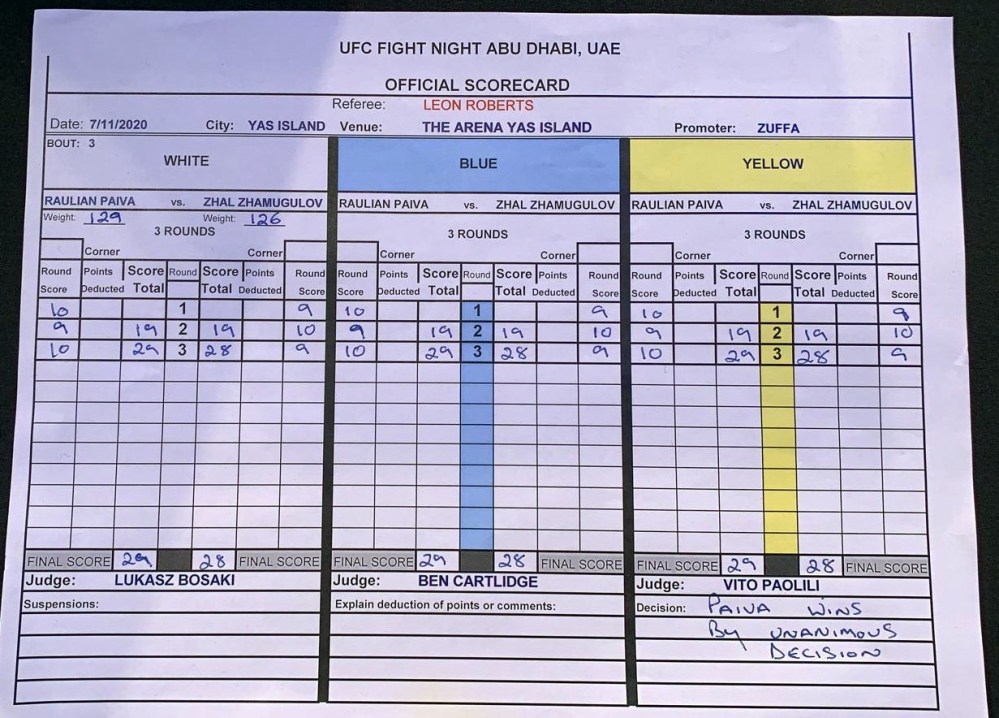 UFC FIGHT NIGHT ABU DHABI, UAE
OFFICIAL SCORECARD
Referee: LEON ROBERTS
Date: 7/11/2020 City: YAS ISLAND Venue: THE ARENA YAS ISLAND Promoter: ZUFFA
BOUT: 3
WHITE BLUE YELLOW
RAULIAN PAIVA vs. ZHAL ZHAMUGULOV RAULIAN PAIVA vs. ZHAL ZHAMUGULOV RAULIAN PAIVA vs. ZHAL ZHAMUGULOV
Weight: 129 Weight: 126
3 ROUNDS 3 ROUNDS 3 ROUNDS
Corner Corner Corner Corner Corner Corner
Round Points Score Round Score Points Round Round Points Score Round Score Points Round Round Points Score Round Score Points Round
Score Deducted Total Total Deducted Score Score Deducted Total Total Deducted Score Score Deducted Total Total Deducted Score
10 1 9 10 1 9 10 1 9
9 19 2 19 10 9 19 2 19 10 9 19 2 19 10
10 29 3 28 9 10 29 3 28 9 10 29 3 28 9
FINAL SCORE 29 28 FINAL SCORE FINAL SCORE 29 28 FINAL SCORE FINAL SCORE 29 28 FINAL SCORE
Judge: LUKASZ BOSAKI Judge: BEN CARTLIDGE Judge: VITO PAOLILI
Suspensions: Explain deduction of points or comments: Decision: PAIVA WINS
By UNANIMOUS
DECISION